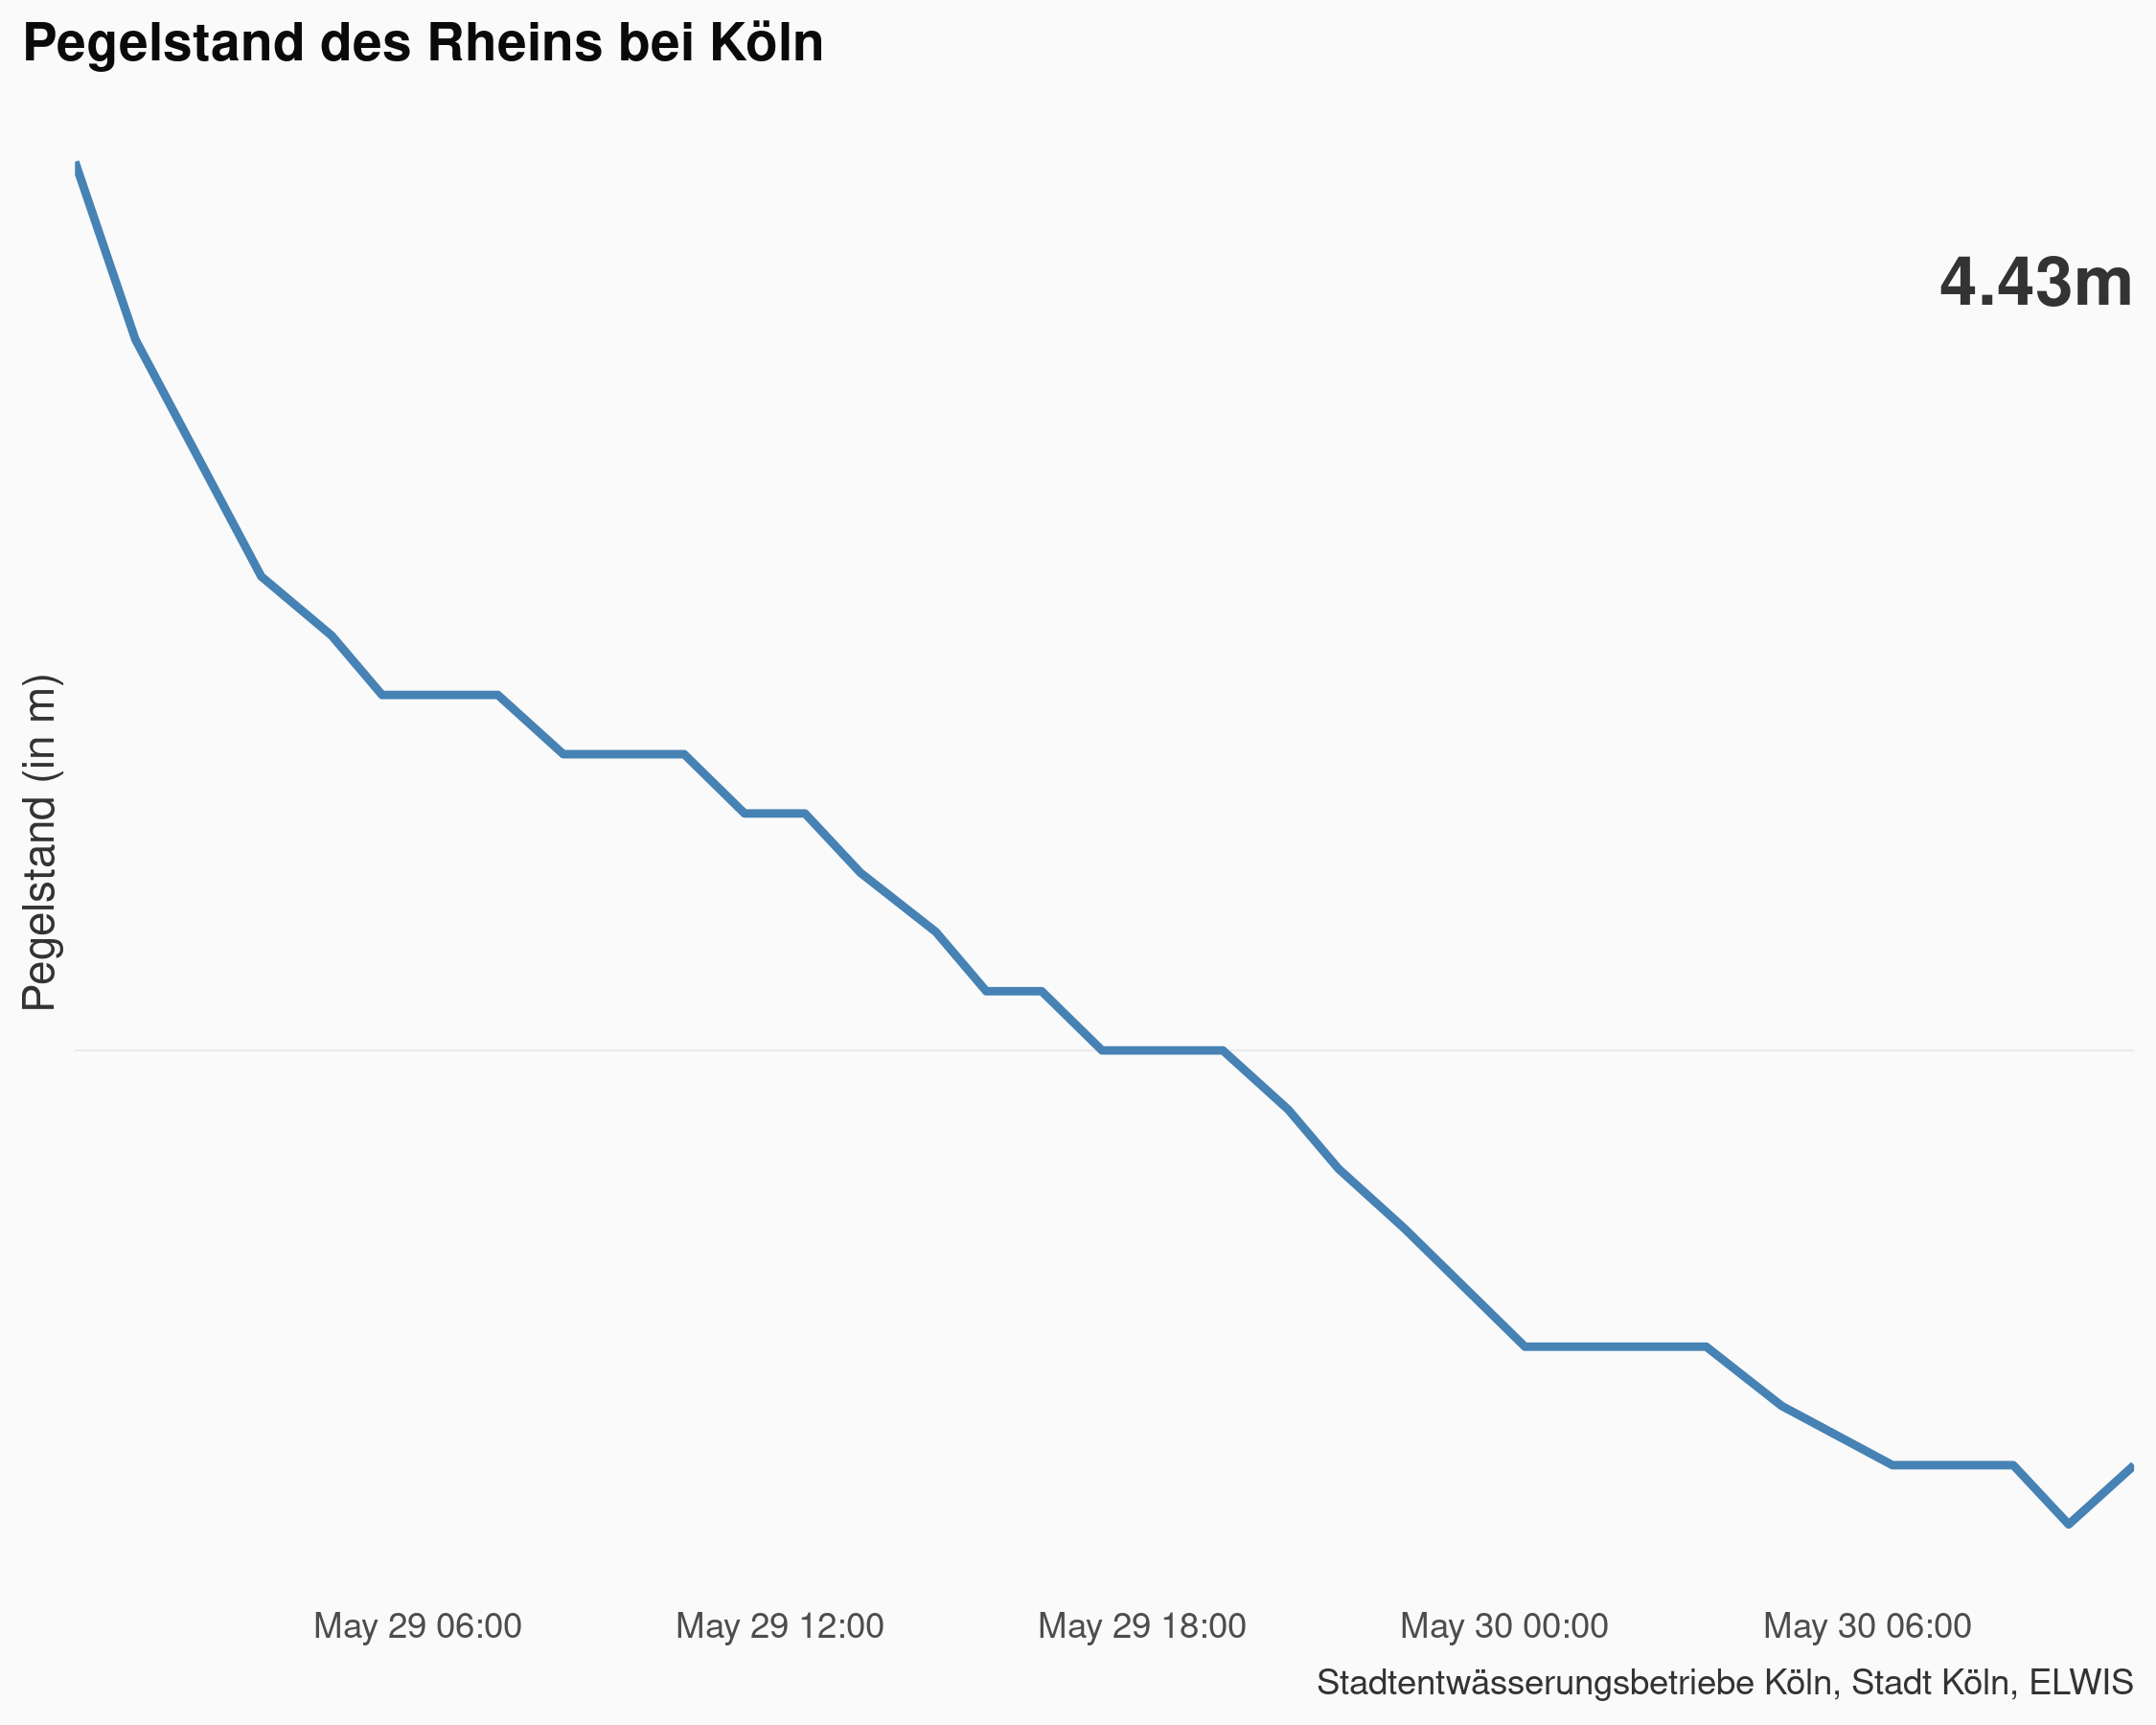 Pegelstand des Rheins bei Köln
4.43m
Pegelstand (in m)
May 29 06:00
May 29 12:00
May 29 18:00
May 30 00:00
May 30 06:00
Stadtentwässerungsbetriebe Köln, Stadt Köln, ELWIS